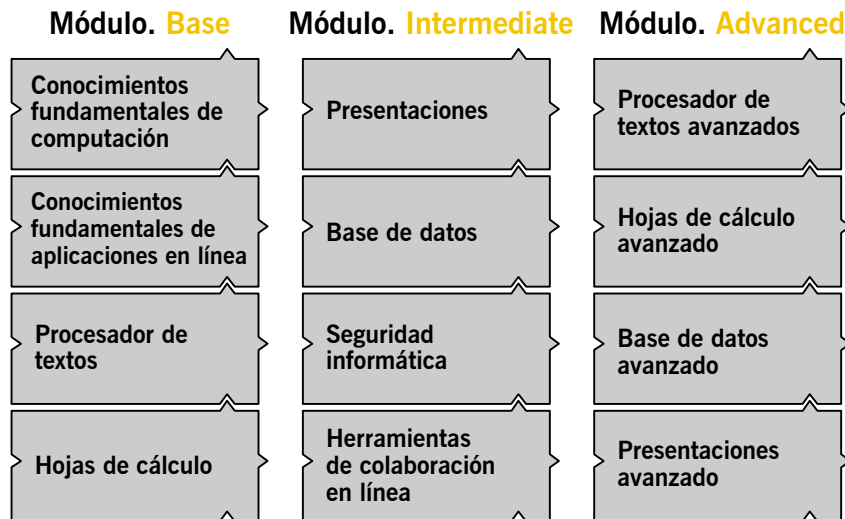 Módulo. Base
Conocimientos
fundamentales de
computación
Conocimientos
fundamentales de
aplicaciones en línea
Procesador de
textos
Hojas de cálculo
Módulo. Intermediate
Presentaciones
Base de datos
Seguridad
informática
Herramientas
de colaboración
en línea
Módulo. Advanced
Procesador de
textos avanzados
Hojas de cálculo
avanzado
Base de datos
avanzado
Presentaciones
avanzado